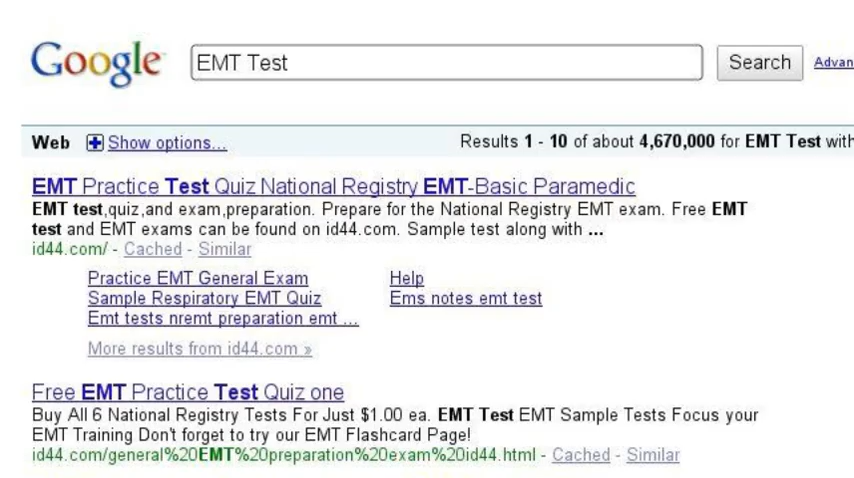 Google EMT Test Search Advan
Web Show options... Results 1 - 10 of about 4,670,000 for EMT Test with
EMT Practice Test Quiz National Registry EMT-Basic Paramedic
EMT test,quiz,and exam,preparation. Prepare for the National Registry EMT exam. Free EMT
test and EMT exams can be found on id44.com. Sample test along with ...
id44.com/ - Cached - Similar
Practice EMT General Exam Help
Sample Respiratory EMT Quiz Ems notes emt test
Emt tests nremt preparation emt ...
More results from id44.com »
Free EMT Practice Test Quiz one
Buy All 6 National Registry Tests For Just $1.00 ea. EMT Test EMT Sample Tests Focus your
EMT Training Don't forget to try our EMT Flashcard Page!
id44.com/general%20EMT%20preparation%20exam%20id44.html - Cached - Similar